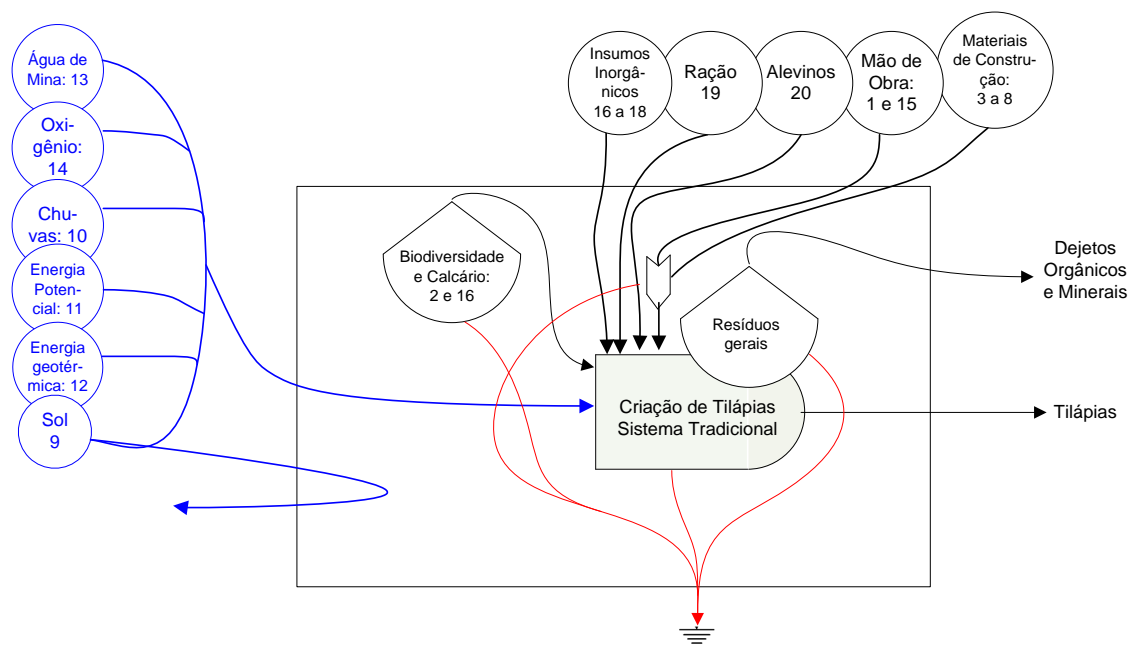 Água de
Mina: 13
Oxi-
gênio:
14
Chu-
vas: 10
Energia
Poten-
cial: 11
Energia
geotér-
mica: 12
Sol
9
Insumos
Inorgâ-
nicos
16 a 18
Ração
19
Alevinos
20
Mão de
Obra:
1 e 15
Materiais
de Constru-
ção:
3 a 8
Biodiversidade
e Calcário:
2 e 16
Resíduos
gerais
Criação de Tilápias
Sistema Tradicional
Dejetos
Orgânicos
e Minerais
Tilápias